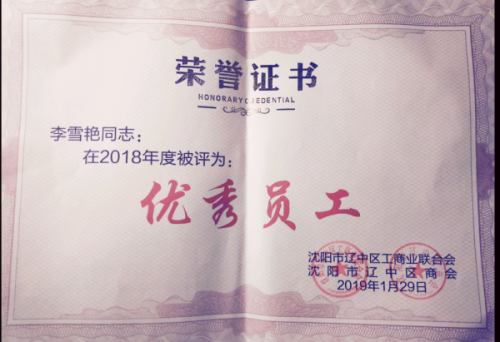 荣誉证书
HONORARY CREDENTIAL
李雪艳同志：
在2018年度被评为：
优秀员工
沈阳市辽中区工商业联合会
沈阳市辽中区商会
2019年1月29日